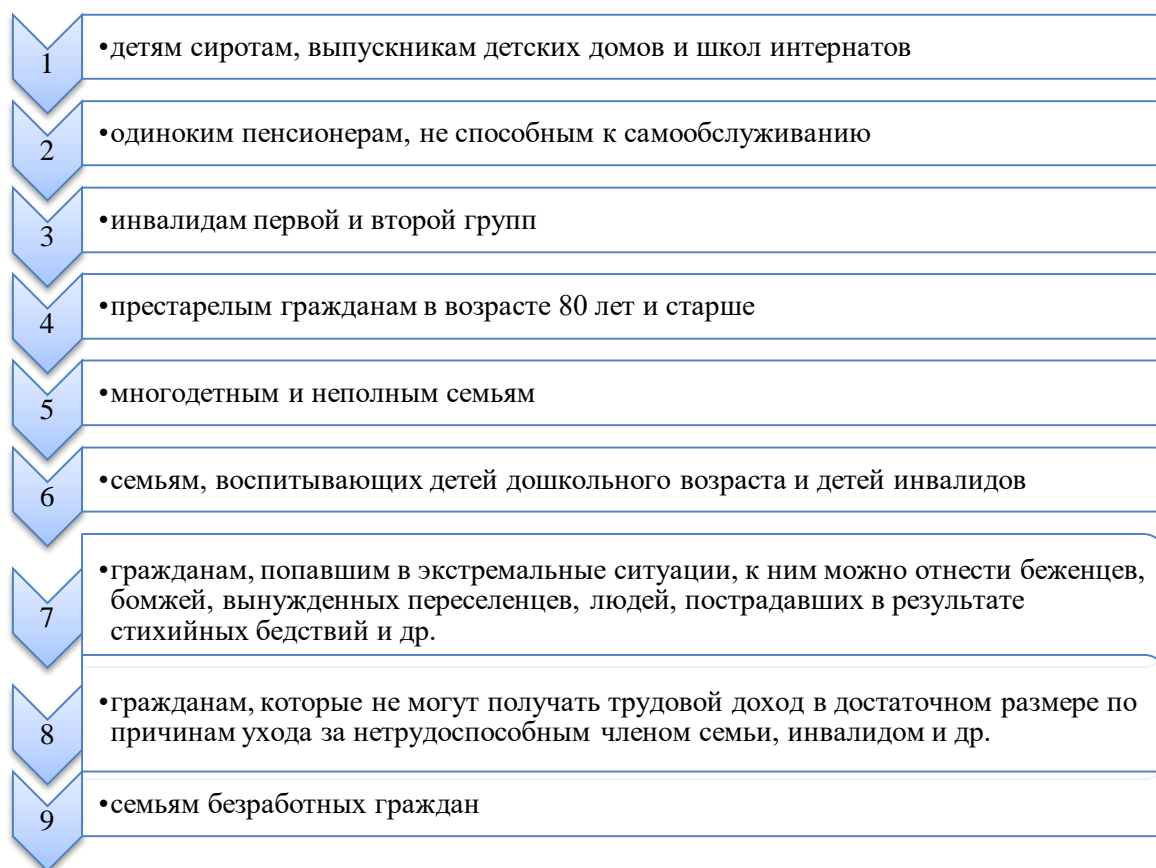 1
•детям сиротам, выпускникам детских домов и школ интернатов
2
•одиноким пенсионерам, не способным к самообслуживанию
3
•инвалидам первой и второй групп
4
•престарелым гражданам в возрасте 80 лет и старше
5
•многодетным и неполным семьям
6
•семьям, воспитывающих детей дошкольного возраста и детей инвалидов
7
•гражданам, попавшим в экстремальные ситуации, к ним можно отнести беженцев,
бомжей, вынужденных переселенцев, людей, пострадавших в результате
стихийных бедствий и др.
8
•гражданам, которые не могут получать трудовой доход в достаточном размере по
причинам ухода за нетрудоспособным членом семьи, инвалидом и др.
9
•семьям безработных граждан